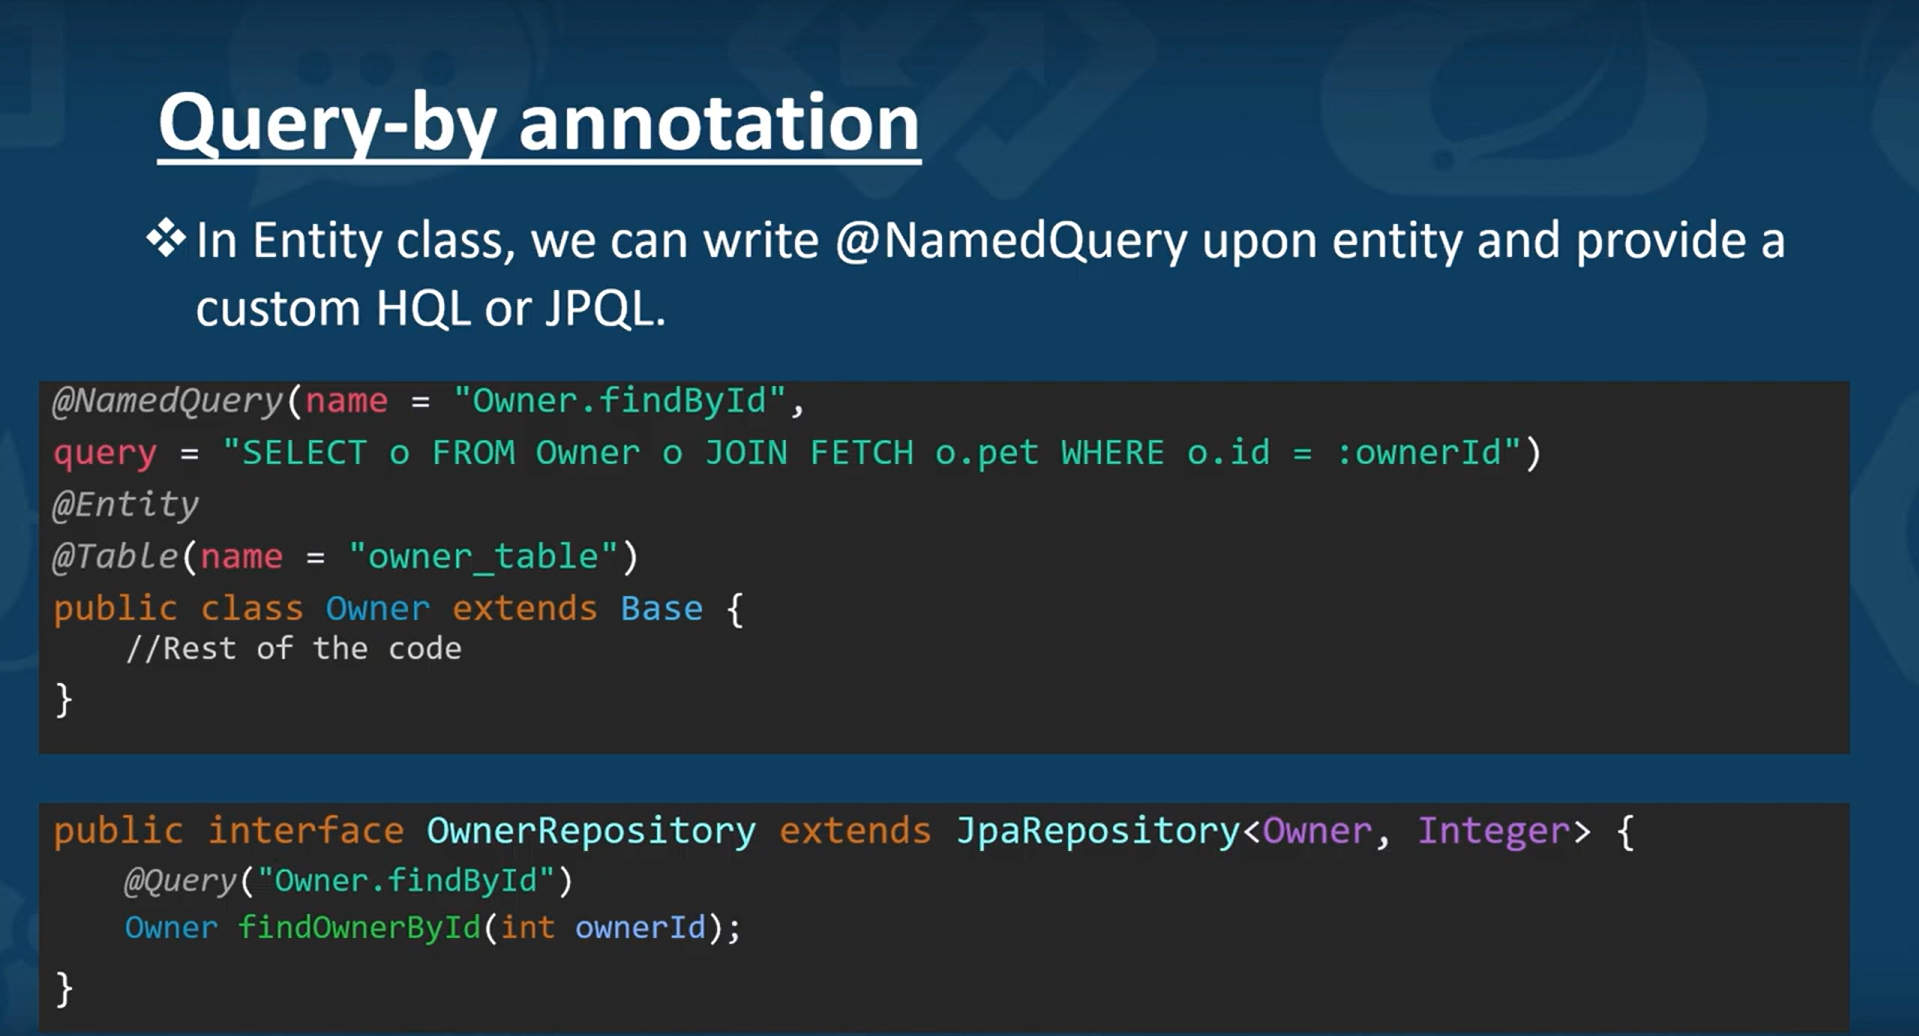 Query-by annotation
❖In Entity class, we can write @NamedQuery upon entity and provide a
custom HQL or JPQL.
@NamedQuery(name = "Owner.findById",
query = "SELECT o FROM Owner o JOIN FETCH o.pet WHERE o.id = :ownerId")
@Entity
@Table(name = "owner_table")
public class Owner extends Base {
//Rest of the code
}
public interface OwnerRepository extends JpaRepository<Owner, Integer> {
@Query("Owner.findById")
Owner findOwnerById(int ownerId);
}